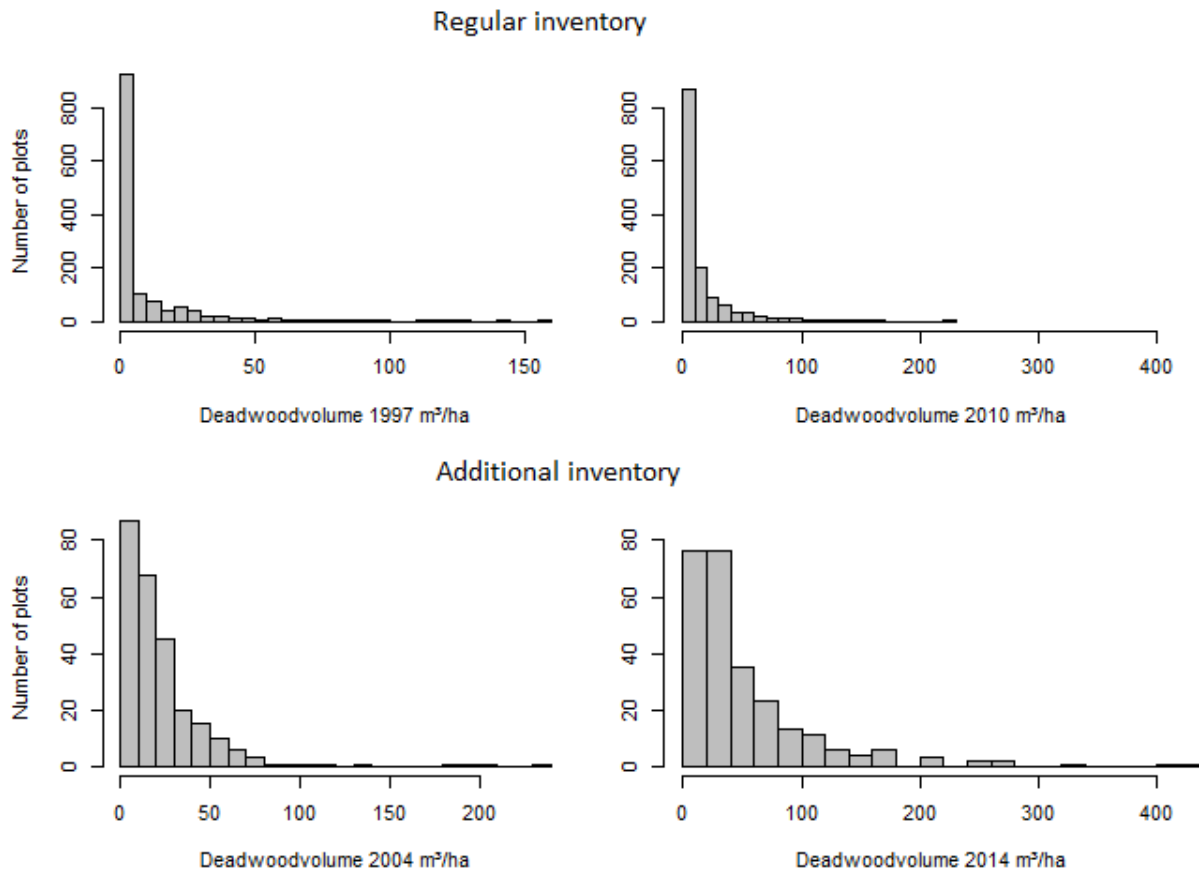 Regular inventory
Number of plots
0 200 400 600 800
0 50 100 150
Deadwoodvolume 1997 m³/ha
0 200 400 600 800
0 100 200 300 400
Deadwoodvolume 2010 m³/ha
Additional inventory
Number of plots
0 20 40 60 80
0 50 100 150 200
Deadwoodvolume 2004 m³/ha
0 20 40 60 80
0 100 200 300 400
Deadwoodvolume 2014 m³/ha